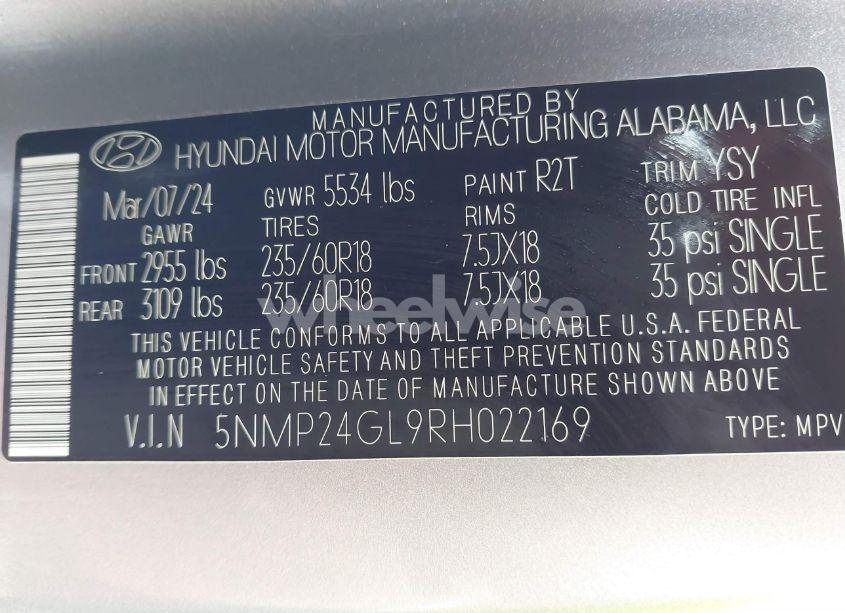 MANUFACTURED BY
HYUNDAI MOTOR MANUFACTURING ALABAMA, LLC
Mar/07/24 GVWR 5534 lbs PAINT R2T TRIM YSY
GAWR TIRES RIMS COLD TIRE INFL
FRONT 2955 lbs 235/60R18 7.5JX18 35 psi SINGLE
REAR 3109 lbs 235/60R18 7.5JX18 35 psi SINGLE
wheelwise
THIS VEHICLE CONFORMS TO ALL APPLICABLE U.S.A. FEDERAL
MOTOR VEHICLE SAFETY AND THEFT PREVENTION STANDARDS
IN EFFECT ON THE DATE OF MANUFACTURE SHOWN ABOVE
V.I.N 5NMP24GL9RH022169 TYPE: MPV